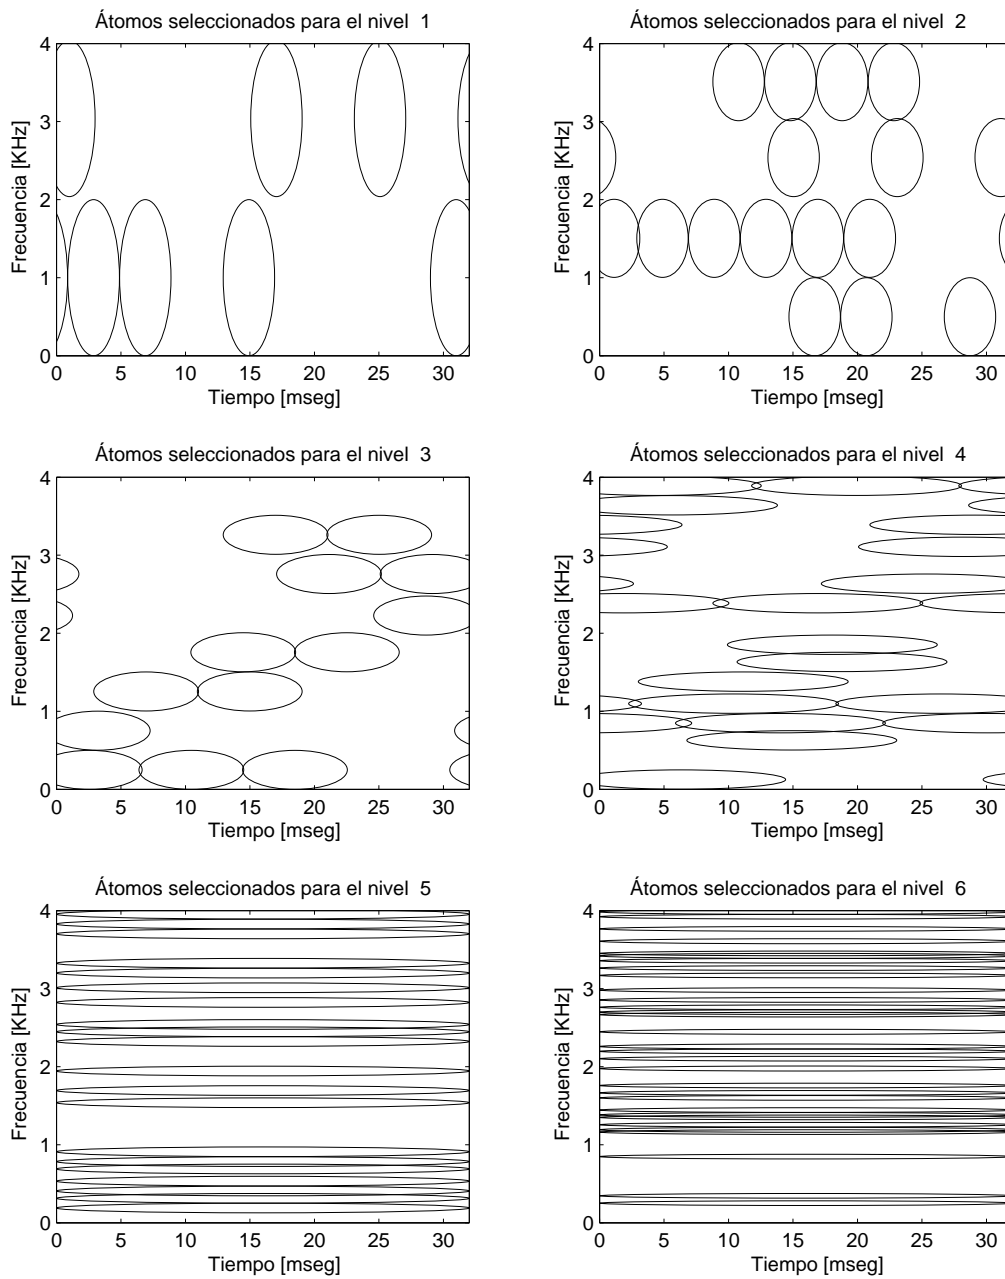 Átomos seleccionados para el nivel 1
4
3
2
1
0
Frecuencia [KHz]
0 5 10 15 20 25 30
Tiempo [mseg]
Átomos seleccionados para el nivel 2
4
3
2
1
0
Frecuencia [KHz]
0 5 10 15 20 25 30
Tiempo [mseg]
Átomos seleccionados para el nivel 3
4
3
2
1
0
Frecuencia [KHz]
0 5 10 15 20 25 30
Tiempo [mseg]
Átomos seleccionados para el nivel 4
4
3
2
1
0
Frecuencia [KHz]
0 5 10 15 20 25 30
Tiempo [mseg]
Átomos seleccionados para el nivel 5
4
3
2
1
0
Frecuencia [KHz]
0 5 10 15 20 25 30
Tiempo [mseg]
Átomos seleccionados para el nivel 6
4
3
2
1
0
Frecuencia [KHz]
0 5 10 15 20 25 30
Tiempo [mseg]